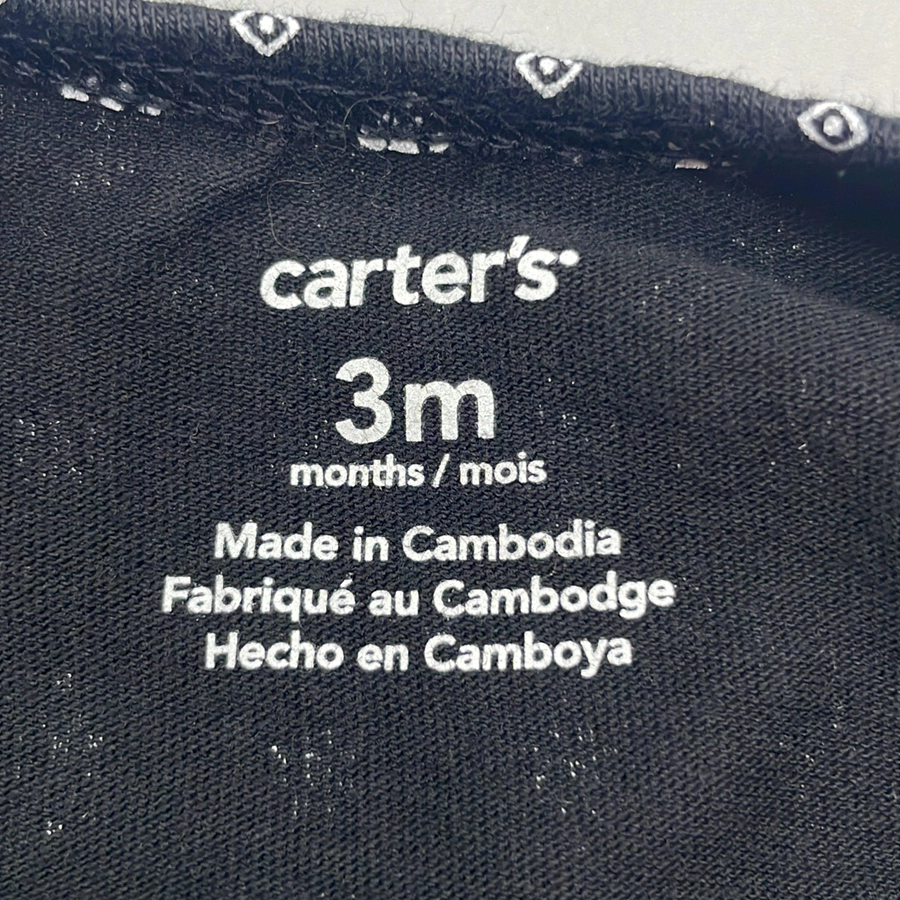 carter's
3m
months / mois
Made in Cambodia
Fabriqué au Cambodge
Hecho en Camboya